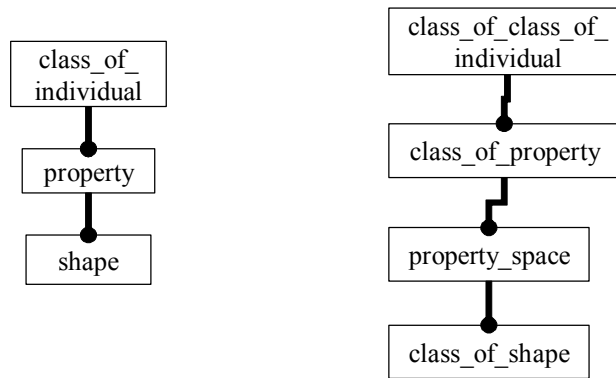 class_of_
individual
property
shape
class_of_class_of_
individual
class_of_property
property_space
class_of_shape